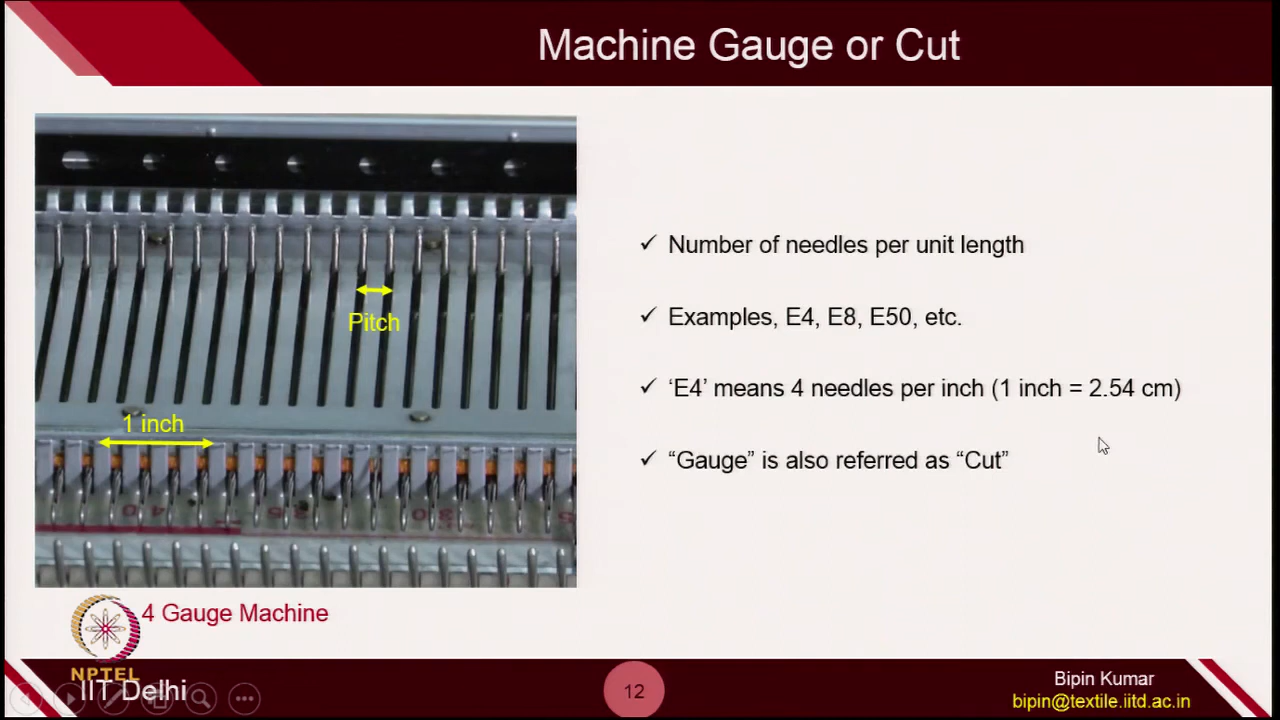 Machine Gauge or Cut
Pitch
1 inch
4 Gauge Machine
✓ Number of needles per unit length
✓ Examples, E4, E8, E50, etc.
✓ ‘E4’ means 4 needles per inch (1 inch = 2.54 cm)
✓ “Gauge” is also referred as “Cut”
NPTEL
IIT Delhi
12
Bipin Kumar
bipin@textile.iitd.ac.in